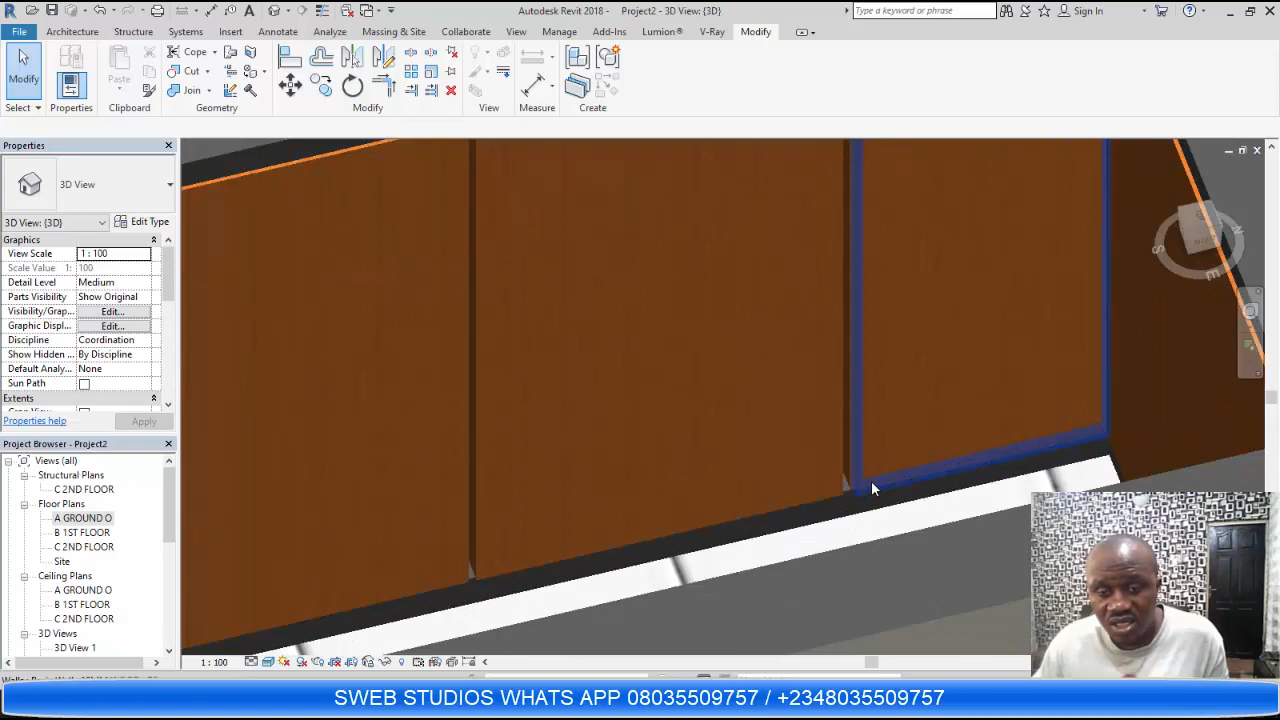 Autodesk Revit 2018 - Project2 - 3D View: {3D}
Type a keyword or phrase
Sign In
File Architecture Structure Systems Insert Annotate Analyze Massing & Site Collaborate View Manage Add-Ins Lumion® V-Ray Modify
Modify
Paste
Cope
Cut
Join
Select Properties Clipboard Geometry Modify View Measure Create
Properties
3D View
3D View: {3D}
Edit Type
Graphics
View Scale 1 : 100
Scale Value 1: 100
Detail Level Medium
Parts Visibility Show Original
Visibility/Grap... Edit...
Graphic Displ... Edit...
Discipline Coordination
Show Hidden ... By Discipline
Default Analy... None
Sun Path
Extents
Properties help
Apply
Project Browser - Project2
Views (all)
Structural Plans
C 2ND FLOOR
Floor Plans
A GROUND O
B 1ST FLOOR
C 2ND FLOOR
Site
Ceiling Plans
A GROUND O
B 1ST FLOOR
C 2ND FLOOR
3D Views
3D View 1
1 : 100
SWEB STUDIOS WHATS APP 08035509757 / +2348035509757